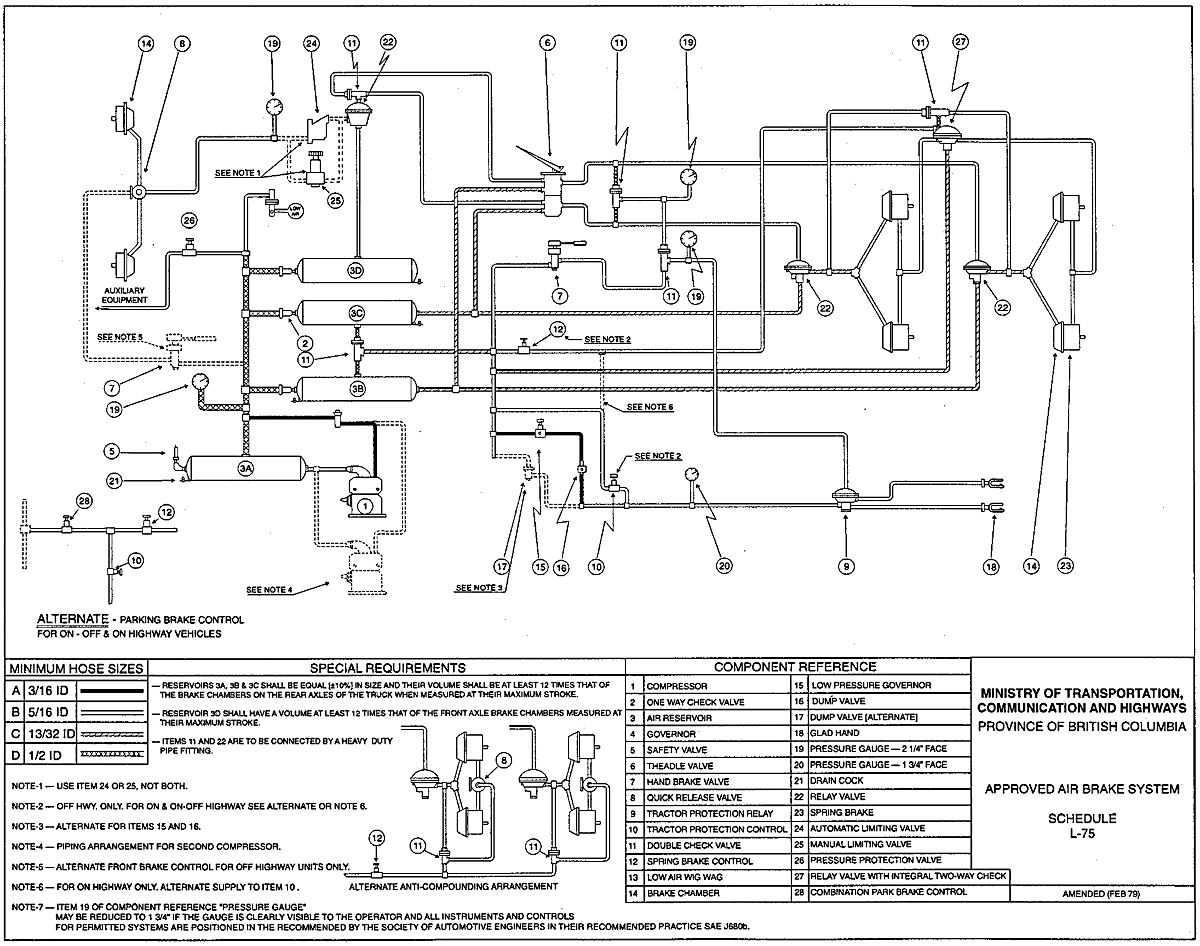 14 8 19 24 11 22 6 11 19 11 27
SEE NOTE 1
25
LOW AIR
26
3D
AUXILIARY
EQUIPMENT
7 11 19 22 22
3C
SEE NOTE 5
2
12 SEE NOTE 2
11
7
3B
19
SEE NOTE 6
5
3A
SEE NOTE 2
21
1
28 12
10
17 15 16 10 20 9 18 14 23
SEE NOTE 4
SEE NOTE 3
ALTERNATE - PARKING BRAKE CONTROL
FOR ON - OFF & ON HIGHWAY VEHICLES
MINIMUM HOSE SIZES
A 3/16 ID
B 5/16 ID
C 13/32 ID
D 1/2 ID
SPECIAL REQUIREMENTS
— RESERVOIRS 3A, 3B & 3C SHALL BE EQUAL [±10%] IN SIZE AND THEIR VOLUME SHALL BE AT LEAST 12 TIMES THAT OF
THE BRAKE CHAMBERS ON THE REAR AXLES OF THE TRUCK WHEN MEASURED AT THEIR MAXIMUM STROKE.
— RESERVOIR 3D SHALL HAVE A VOLUME AT LEAST 12 TIMES THAT OF THE FRONT AXLE BRAKE CHAMBERS MEASURED AT
THEIR MAXIMUM STROKE.
— ITEMS 11 AND 22 ARE TO BE CONNECTED BY A HEAVY DUTY
PIPE FITTING.
NOTE-1 — USE ITEM 24 OR 25, NOT BOTH.
NOTE-2 — OFF HWY. ONLY. FOR ON & ON-OFF HIGHWAY SEE ALTERNATE OR NOTE 6.
NOTE-3 — ALTERNATE FOR ITEMS 15 AND 16.
NOTE-4 — PIPING ARRANGEMENT FOR SECOND COMPRESSOR.
NOTE-5 — ALTERNATE FRONT BRAKE CONTROL FOR OFF HIGHWAY UNITS ONLY.
NOTE-6 — FOR ON HIGHWAY ONLY. ALTERNATE SUPPLY TO ITEM 10.
NOTE-7 — ITEM 19 OF COMPONENT REFERENCE "PRESSURE GAUGE"
MAY BE REDUCED TO 1 3/4" IF THE GAUGE IS CLEARLY VISIBLE TO THE OPERATOR AND ALL INSTRUMENTS AND CONTROLS
FOR PERMITTED SYSTEMS ARE POSITIONED IN THE RECOMMENDED BY THE SOCIETY OF AUTOMOTIVE ENGINEERS IN THEIR RECOMMENDED PRACTICE SAE J680b.
8
12
11
11
ALTERNATE ANTI-COMPOUNDING ARRANGEMENT
COMPONENT REFERENCE
1 COMPRESSOR
2 ONE WAY CHECK VALVE
3 AIR RESERVOIR
4 GOVERNOR
5 SAFETY VALVE
6 THEADLE VALVE
7 HAND BRAKE VALVE
8 QUICK RELEASE VALVE
9 TRACTOR PROTECTION RELAY
10 TRACTOR PROTECTION CONTROL
11 DOUBLE CHECK VALVE
12 SPRING BRAKE CONTROL
13 LOW AIR WIG WAG
14 BRAKE CHAMBER
15 LOW PRESSURE GOVERNOR
16 DUMP VALVE
17 DUMP VALVE [ALTERNATE]
18 GLAD HAND
19 PRESSURE GAUGE — 2 1/4" FACE
20 PRESSURE GAUGE — 1 3/4" FACE
21 DRAIN COCK
22 RELAY VALVE
23 SPRING BRAKE
24 AUTOMATIC LIMITING VALVE
25 MANUAL LIMITING VALVE
26 PRESSURE PROTECTION VALVE
27 RELAY VALVE WITH INTEGRAL TWO-WAY CHECK
28 COMBINATION PARK BRAKE CONTROL
MINISTRY OF TRANSPORTATION,
COMMUNICATION AND HIGHWAYS
PROVINCE OF BRITISH COLUMBIA
APPROVED AIR BRAKE SYSTEM
SCHEDULE
L-75
AMENDED (FEB 79)